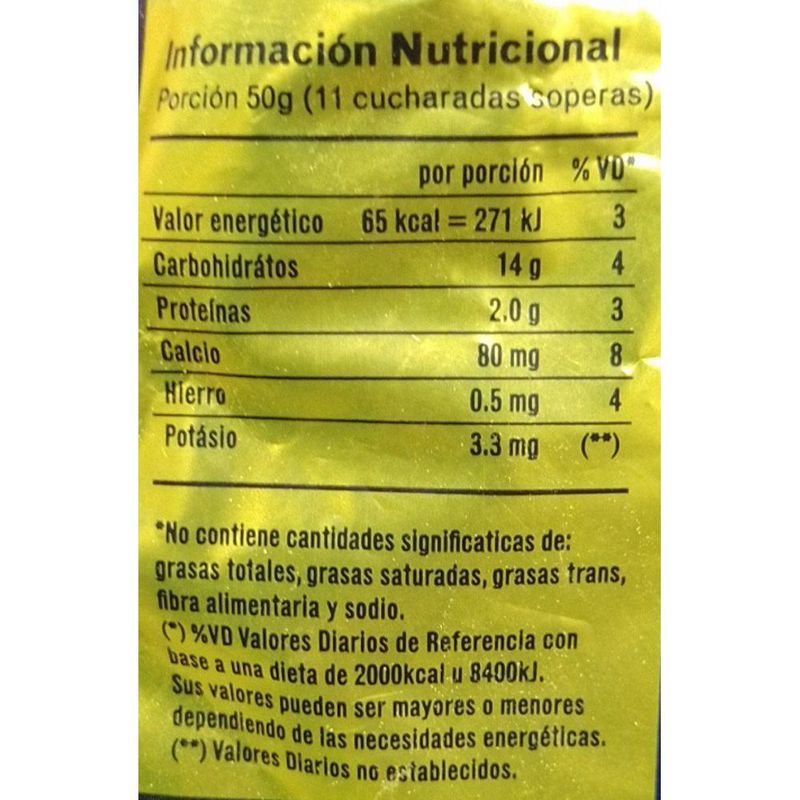 Información Nutricional
Porción 50g (11 cucharadas soperas)
por porción % VD*
Valor energético 65 kcal = 271 kJ 3
Carbohidrátos 14 g 4
Proteínas 2.0 g 3
Calcio 80 mg 8
Hierro 0.5 mg 4
Potásio 3.3 mg (**)
*No contiene cantidades significaticas de:
grasas totales, grasas saturadas, grasas trans,
fibra alimentaria y sodio.
(*) %VD Valores Diarios de Referencia con
base a una dieta de 2000kcal u 8400kJ.
Sus valores pueden ser mayores o menores
dependiendo de las necesidades energéticas.
(**) Valores Diarios no establecidos.